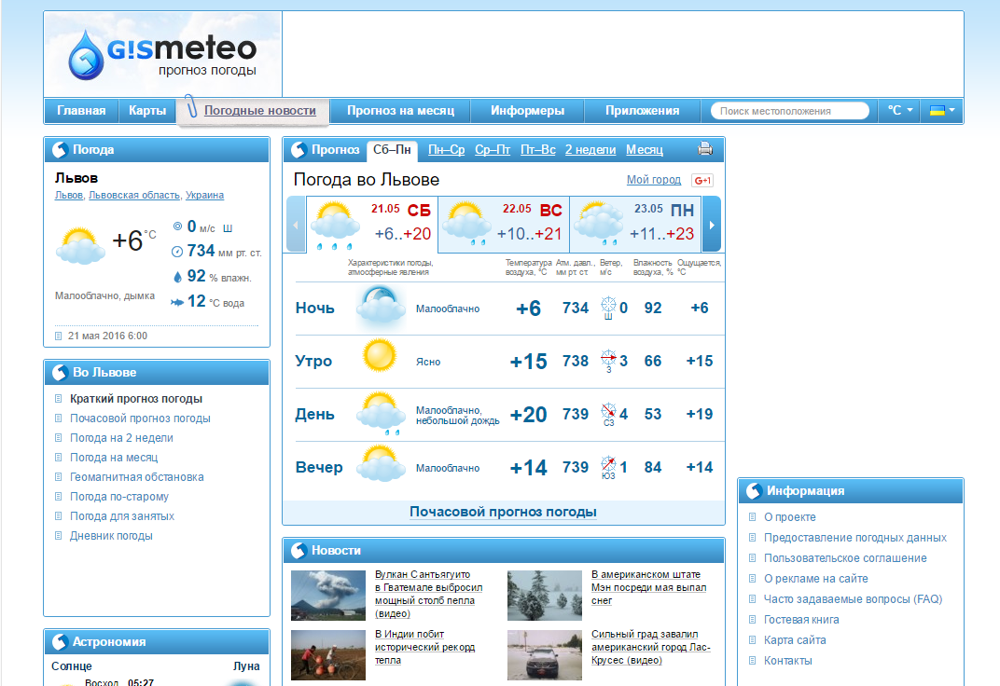 G!SMETEO
прогноз погоды
Главная
Карты
Погодные новости
Прогноз на месяц
Информеры
Приложения
Поиск местоположения
°C
Погода
Львов
Львов, Львовская область, Украина
+6 °C
0 м/с Ш
734 мм рт. ст.
92 % влажн.
12 °C вода
Малооблачно, дымка
21 мая 2016 6:00
Во Львове
Краткий прогноз погоды
Почасовой прогноз погоды
Погода на 2 недели
Погода на месяц
Геомагнитная обстановка
Погода по-старому
Погода для занятых
Дневник погоды
Астрономия
Солнце Луна
Восход 05:27
Прогноз Сб–Пн Пн–Ср Ср–Пт Пт–Вс 2 недели Месяц
Погода во Львове
Мой город
G+1
21.05 СБ
+6..+20
22.05 ВС
+10..+21
23.05 ПН
+11..+23
Характеристики погоды,
атмосферные явления
Температура
воздуха, °C
Атм. давл.,
мм рт. ст.
Ветер,
м/с
Влажность
воздуха, %
Ощущается,
°C
Ночь Малооблачно +6 734 Ш 0 92 +6
Утро Ясно +15 738 З 3 66 +15
День Малооблачно,
небольшой дождь +20 739 СЗ 4 53 +19
Вечер Малооблачно +14 739 ЮЗ 1 84 +14
Почасовой прогноз погоды
Новости
Вулкан Сантьягуито
в Гватемале выбросил
мощный столб пепла
(видео)
В американском штате
Мэн посреди мая выпал
снег
В Индии побит
исторический рекорд
тепла
Сильный град завалил
американский город Лас-
Крусес (видео)
Информация
О проекте
Предоставление погодных данных
Пользовательское соглашение
О рекламе на сайте
Часто задаваемые вопросы (FAQ)
Гостевая книга
Карта сайта
Контакты